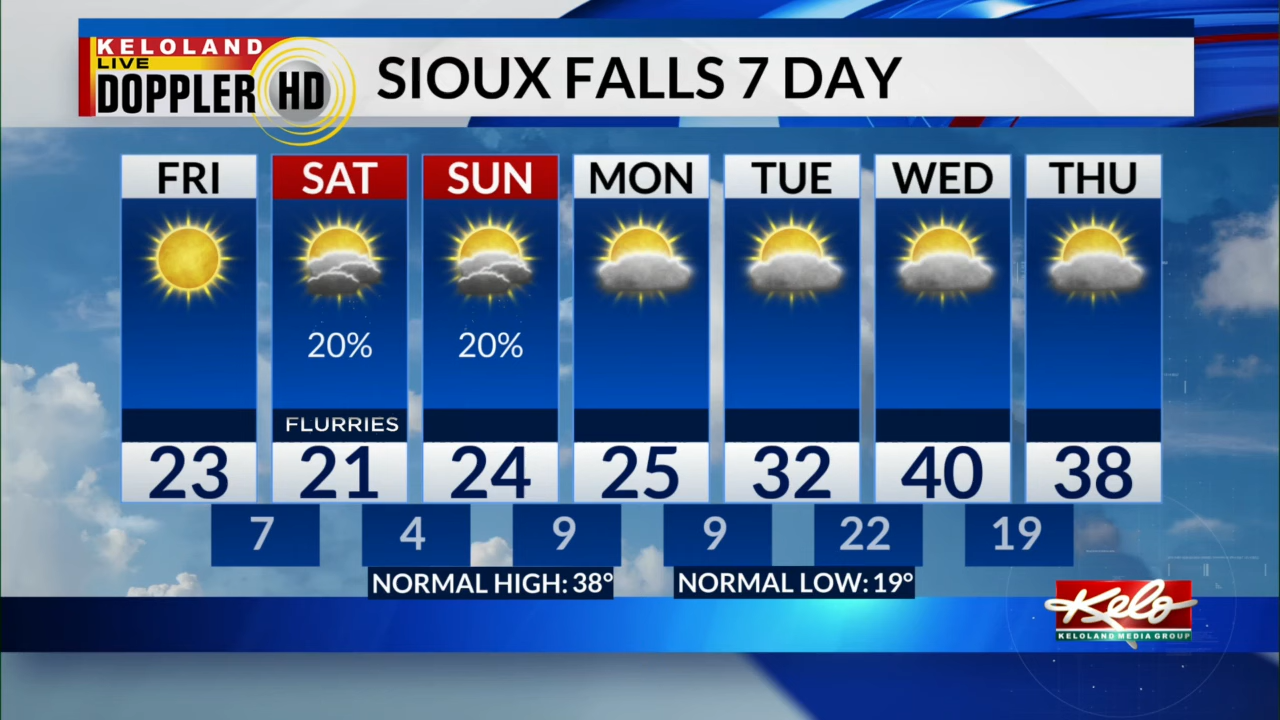 KELOLAND
LIVE
DOPPLER HD
SIOUX FALLS 7 DAY
FRI SAT SUN MON TUE WED THU
20% 20%
FLURRIES
23 21 24 25 32 40 38
7 4 9 9 22 19
NORMAL HIGH: 38° NORMAL LOW: 19°
Kelo
KELOLAND MEDIA GROUP